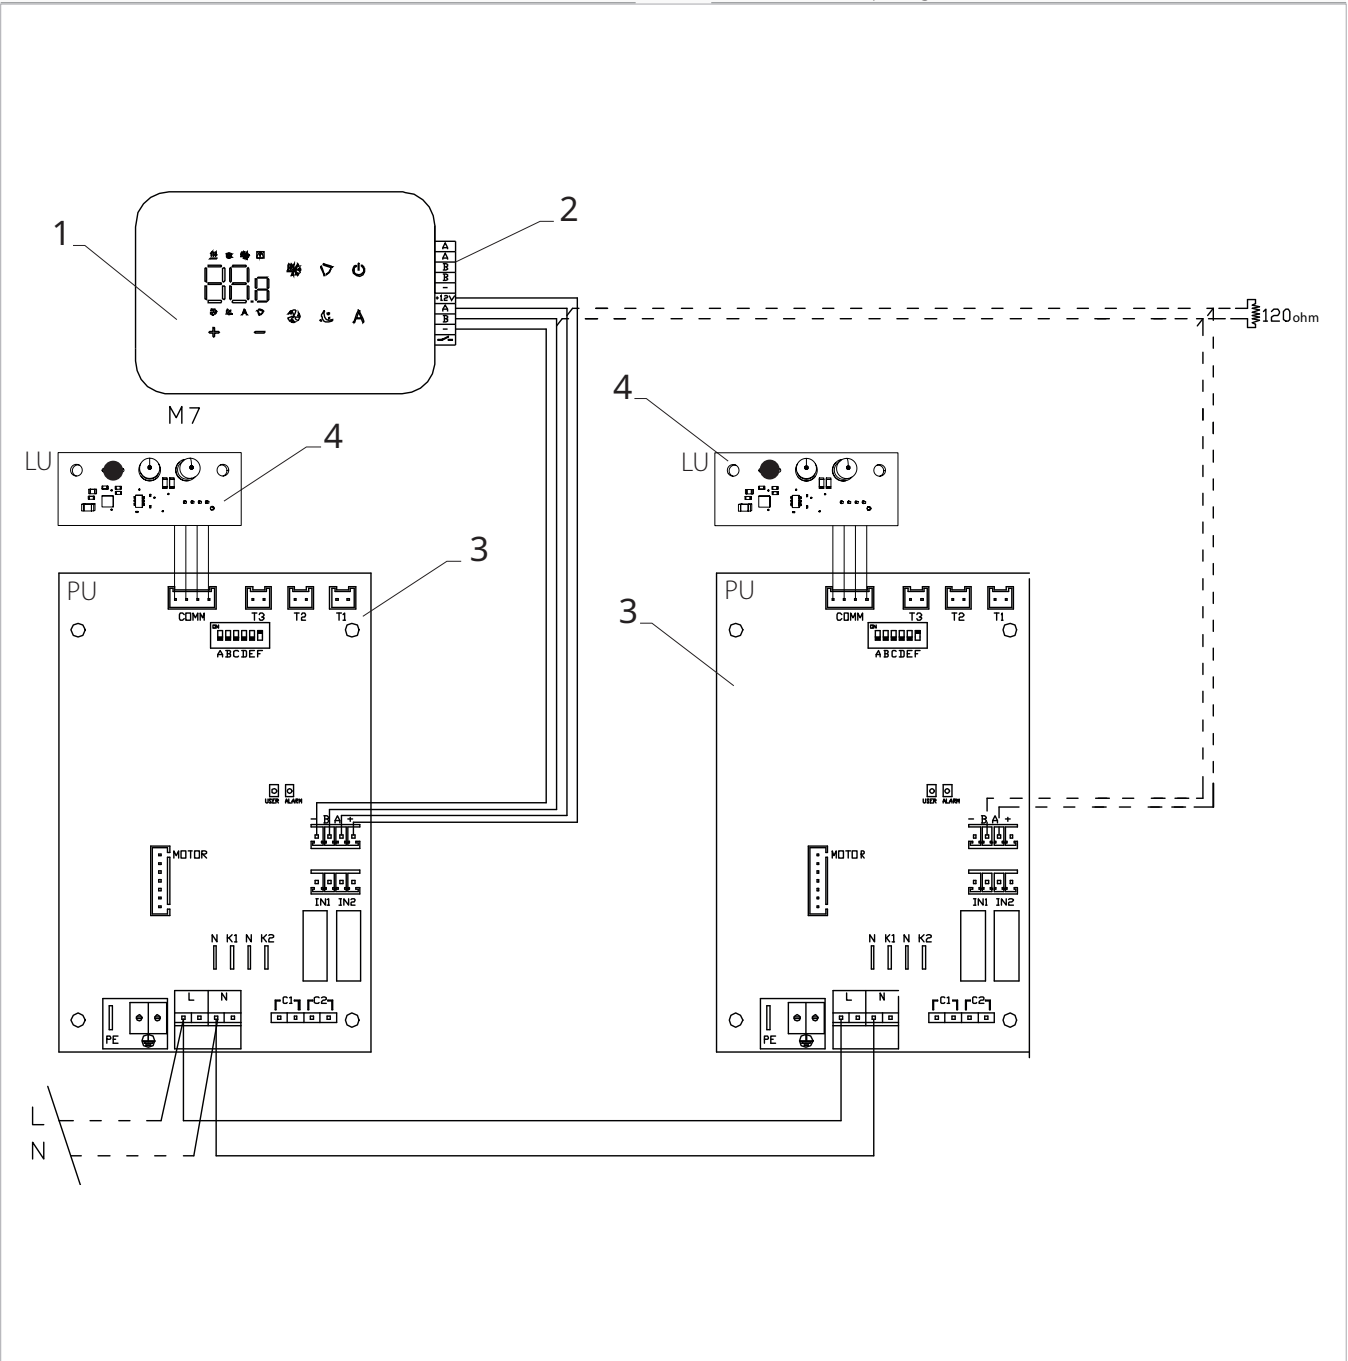 1
2
A
A
B
B
-
+12V
A
B
-
88.8
A
+ -
A
120ohm
M7
4
4
LU
LU
3
3
PU
COMM T3 T2 T1
ON
ABCDEF
PU
COMM T3 T2 T1
ON
ABCDEF
USER ALARM
- B A +
MOTOR
IN1 IN2
N K1 N K2
L N
C1 C2
PE
USER ALARM
- B A +
MOTOR
IN1 IN2
N K1 N K2
L N
C1 C2
PE
L
N